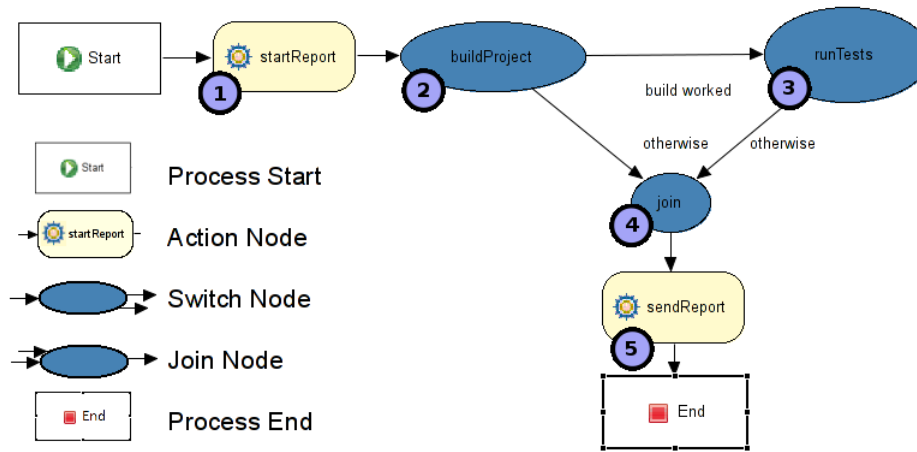 Start
startReport
buildProject
runTests
1
2
3
build worked
otherwise
otherwise
Start
Process Start
join
startReport
Action Node
4
Switch Node
sendReport
Join Node
5
End
Process End
End